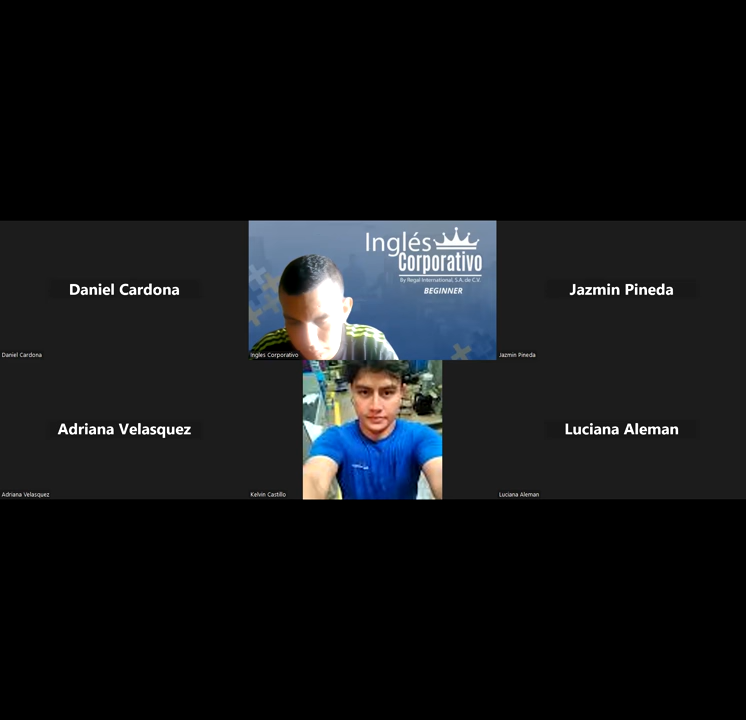 Daniel Cardona
Daniel Cardona
Inglés
Corporativo
By Regal International, S.A. de C.V.
BEGINNER
Ingles Corporativo
Jazmin Pineda
Jazmin Pineda
Adriana Velasquez
Adriana Velasquez
Kelvin Castillo
Luciana Aleman
Luciana Aleman